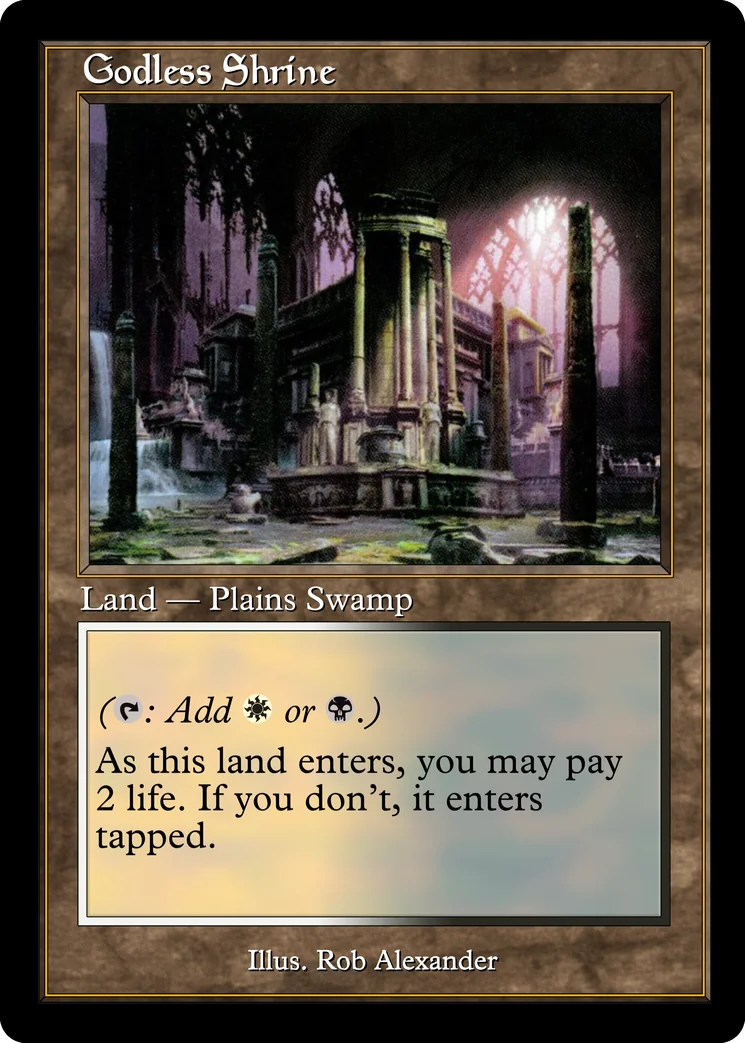 Godless Shrine
Land — Plains Swamp
(: Add or .)
As this land enters, you may pay
2 life. If you don't, it enters
tapped.
Illus. Rob Alexander